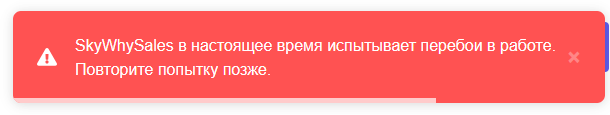 SkyWhySales в настоящее время испытывает перебои в работе.
Повторите попытку позже.